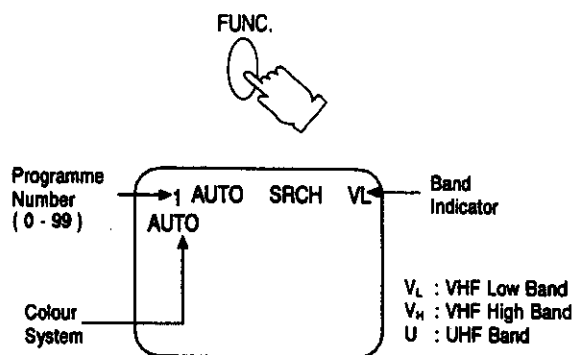 FUNC.
Programme
Number
( 0 - 99 )
1 AUTO SRCH VL
AUTO
Band
Indicator
Colour
System
VL : VHF Low Band
VH : VHF High Band
U : UHF Band